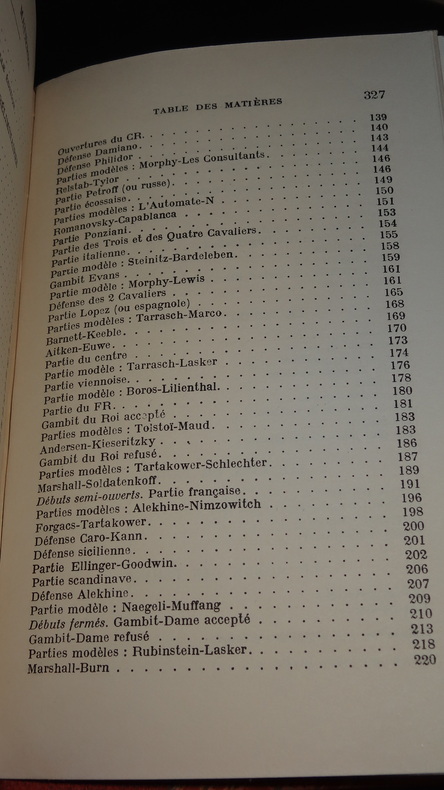 TABLE DES MATIÈRES 327
Ouvertures du CR. 139
Défense Damiano. 140
Défense Philidor 143
Parties modèles : Morphy-Les Consultants. 144
Relstab-Tylor 146
Partie Petroff (ou russe). 146
Partie écossaise. 149
Parties modèles : L'Automate-N 150
Romanovsky-Capablanca 151
Partie Ponziani 153
Partie des Trois et des Quatre Cavaliers. 154
Partie italienne. 155
Partie modèle : Steinitz-Bardeleben. 158
Gambit Evans 159
Partie modèle : Morphy-Lewis 161
Défense des 2 Cavaliers 161
Partie Lopez (ou espagnole) 165
Parties modèles : Tarrasch-Marco. 168
Barnett-Keeble. 169
Aitken-Euwe. 170
Partie du centre 173
Partie modèle : Tarrasch-Lasker 174
Partie viennoise. 176
Partie modèle : Boros-Lilienthal. 178
Partie du FR. 180
Gambit du Roi accepté 181
Parties modèles : Tolstoï-Maud. 183
Andersen-Kieseritzky 183
Gambit du Roi refusé. 186
Parties modèles : Tartakower-Schlechter. 187
Marshall-Soldatenkoff. 189
Débuts semi-ouverts. Partie française. 191
Parties modèles : Alekhine-Nimzowitch 196
Forgacs-Tartakower. 198
Défense Caro-Kann. 200
Défense sicilienne. 201
Partie Ellinger-Goodwin. 202
Partie scandinave. 206
Défense Alekhine. 207
Partie modèle : Naegeli-Muffang 209
Débuts fermés. Gambit-Dame accepté 210
Gambit-Dame refusé 213
Parties modèles : Rubinstein-Lasker. 218
Marshall-Burn 220